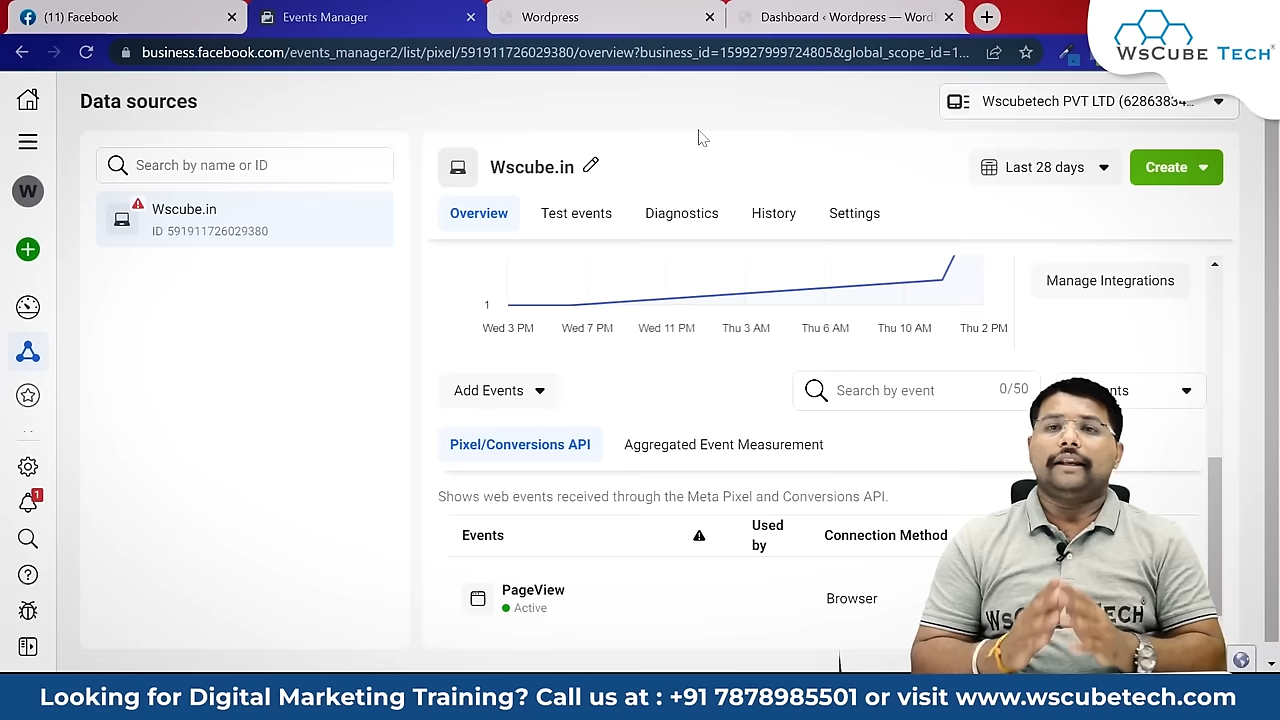 (11) Facebook
Events Manager
Wordpress
Dashboard ‹ Wordpress — Word
business.facebook.com/events_manager2/list/pixel/591911726029380/overview?business_id=1599279997248058&global_scope_id=1...
WsCube Tech
Data sources
Wscubetech PVT LTD (62863834...
Search by name or ID
W
Wscube.in
ID 591911726029380
Wscube.in
Last 28 days
Create
Overview
Test events
Diagnostics
History
Settings
Manage Integrations
1
Wed 3 PM
Wed 7 PM
Wed 11 PM
Thu 3 AM
Thu 6 AM
Thu 10 AM
Thu 2 PM
Add Events
Search by event
0/50
Pixel/Conversions API
Aggregated Event Measurement
Shows web events received through the Meta Pixel and Conversions API.
Events
Used
by
Connection Method
PageView
Active
Browser
1
Looking for Digital Marketing Training? Call us at : +91 7878985501 or visit www.wscubetech.com